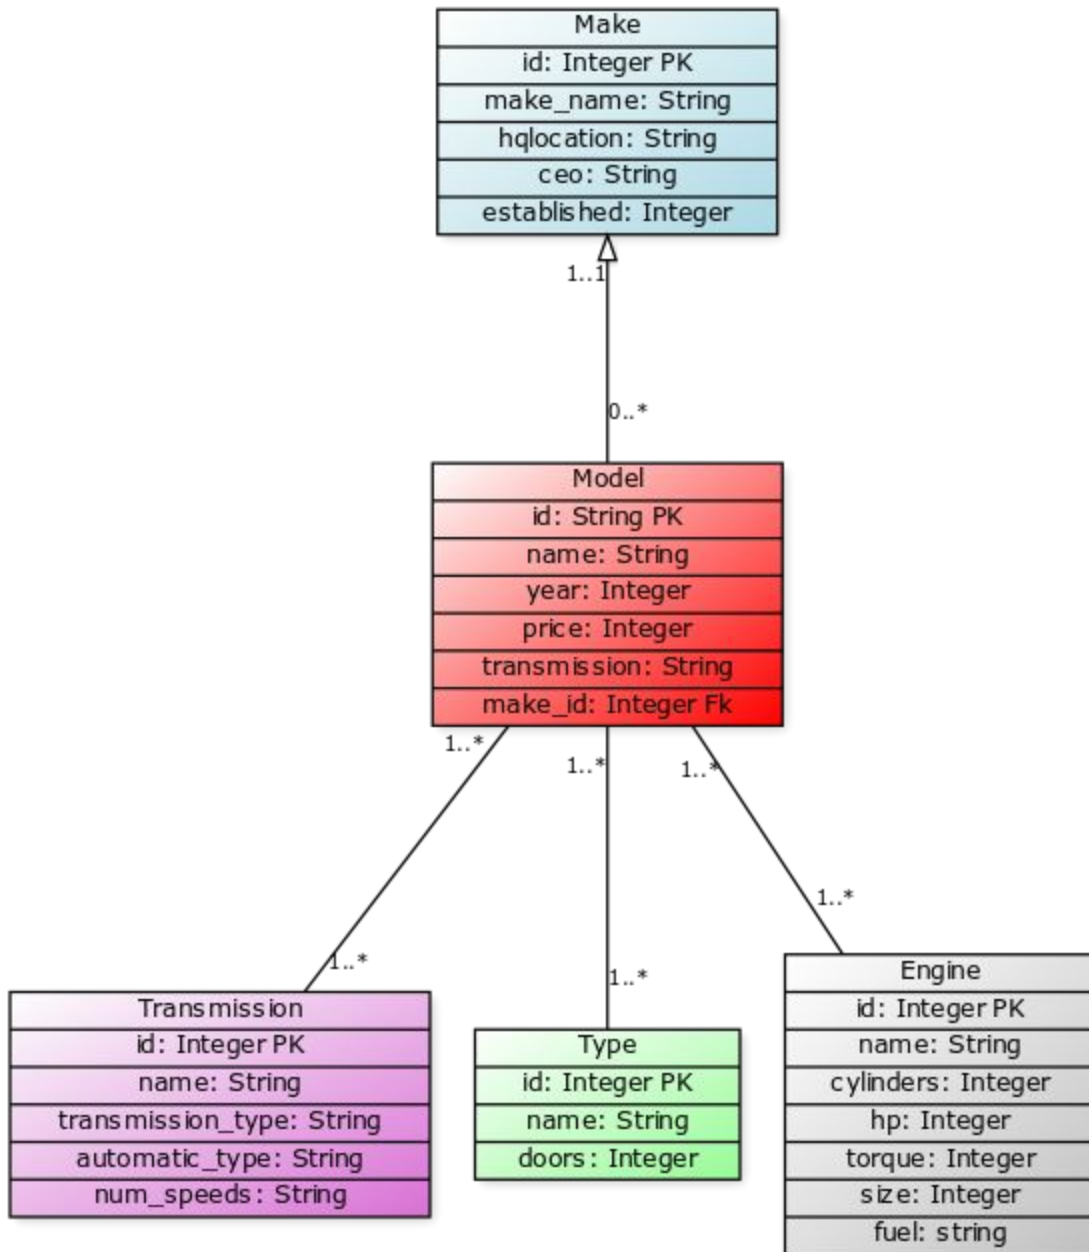 Make
id: Integer PK
make_name: String
hqlocation: String
ceo: String
established: Integer
1..1
0..*
Model
id: String PK
name: String
year: Integer
price: Integer
transmission: String
make_id: Integer Fk
1..*
1..*
1..*
1..*
1..*
1..*
Transmission
id: Integer PK
name: String
transmission_type: String
automatic_type: String
num_speeds: String
Type
id: Integer PK
name: String
doors: Integer
Engine
id: Integer PK
name: String
cylinders: Integer
hp: Integer
torque: Integer
size: Integer
fuel: string